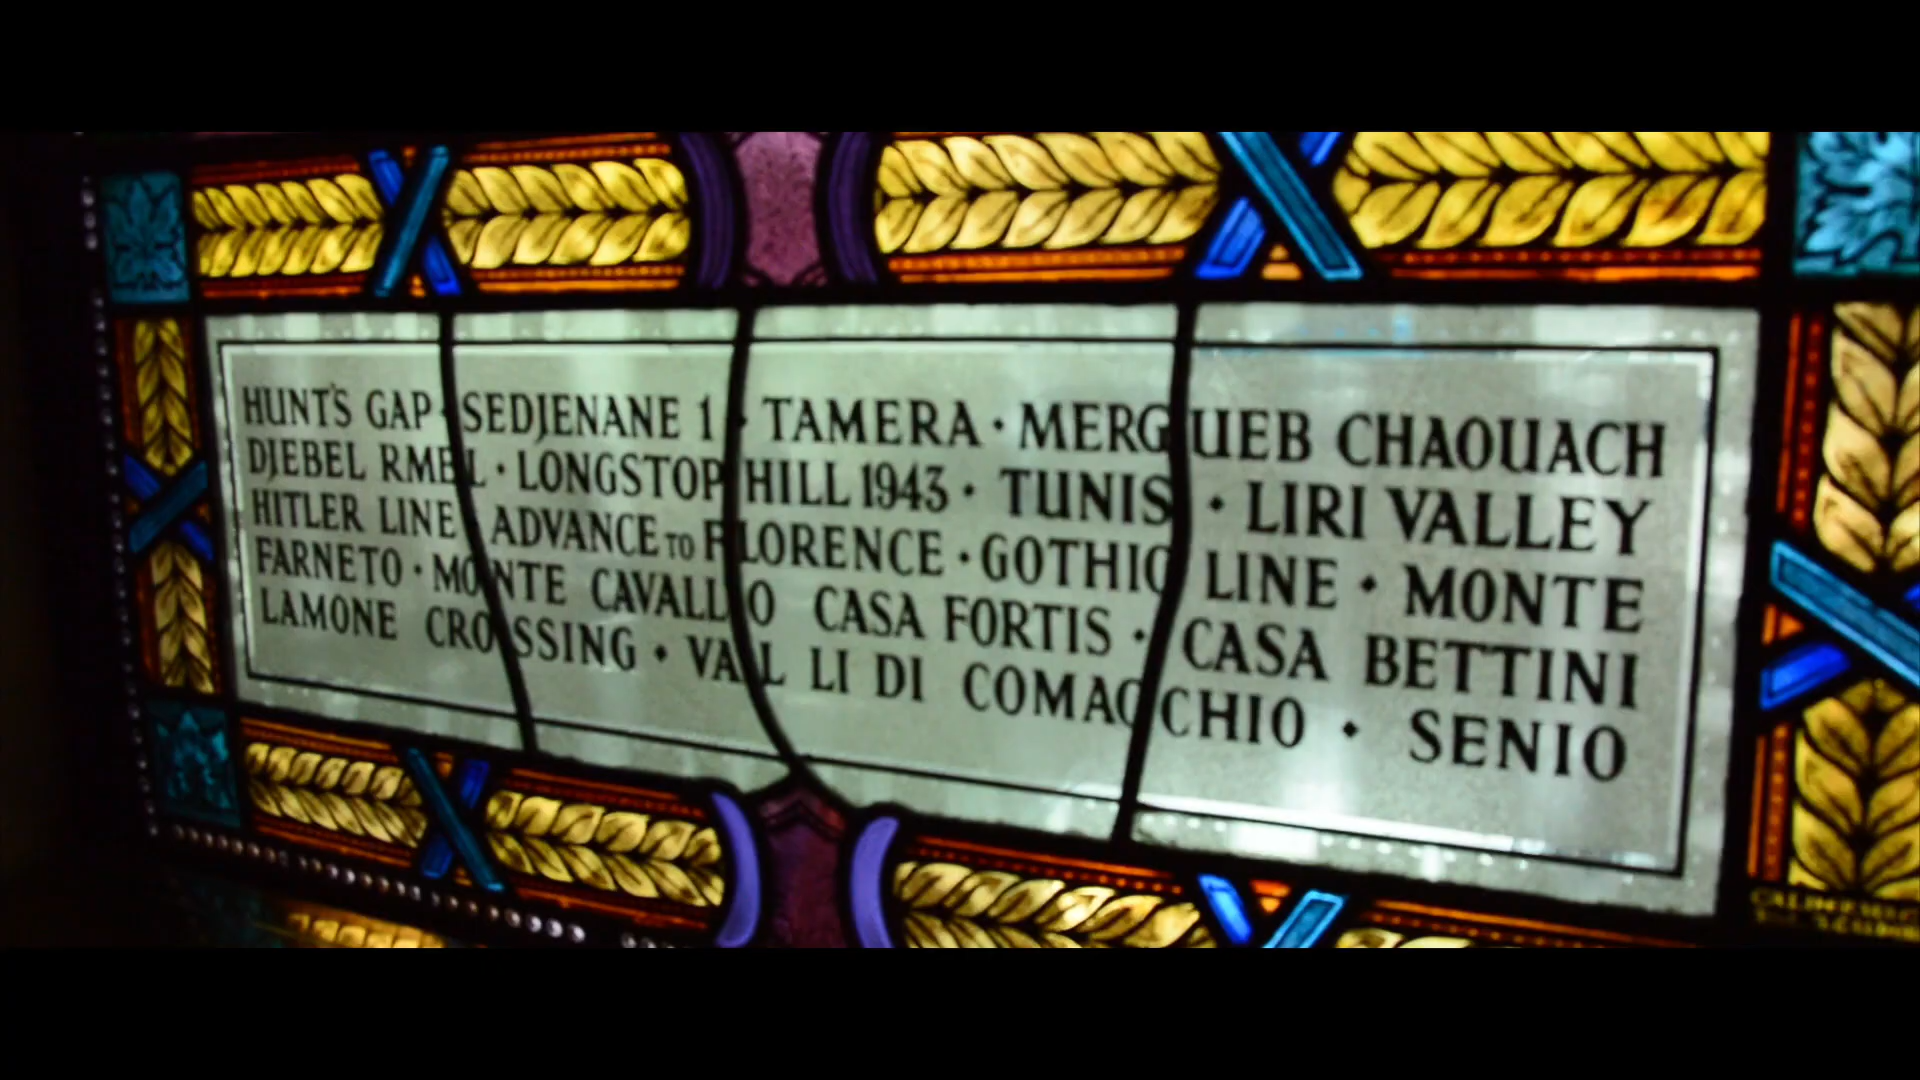 HUNT'S GAP · SEDJENANE 1 · TAMERA · MERGUEB CHAOUACH
DJEBEL RMEL · LONGSTOP HILL 1943 · TUNIS · LIRI VALLEY
HITLER LINE · ADVANCE TO FLORENCE · GOTHIC LINE · MONTE
FARNETO · MONTE CAVALLO CASA FORTIS · CASA BETTINI
LAMONE CROSSING · VALLI DI COMACCHIO · SENIO